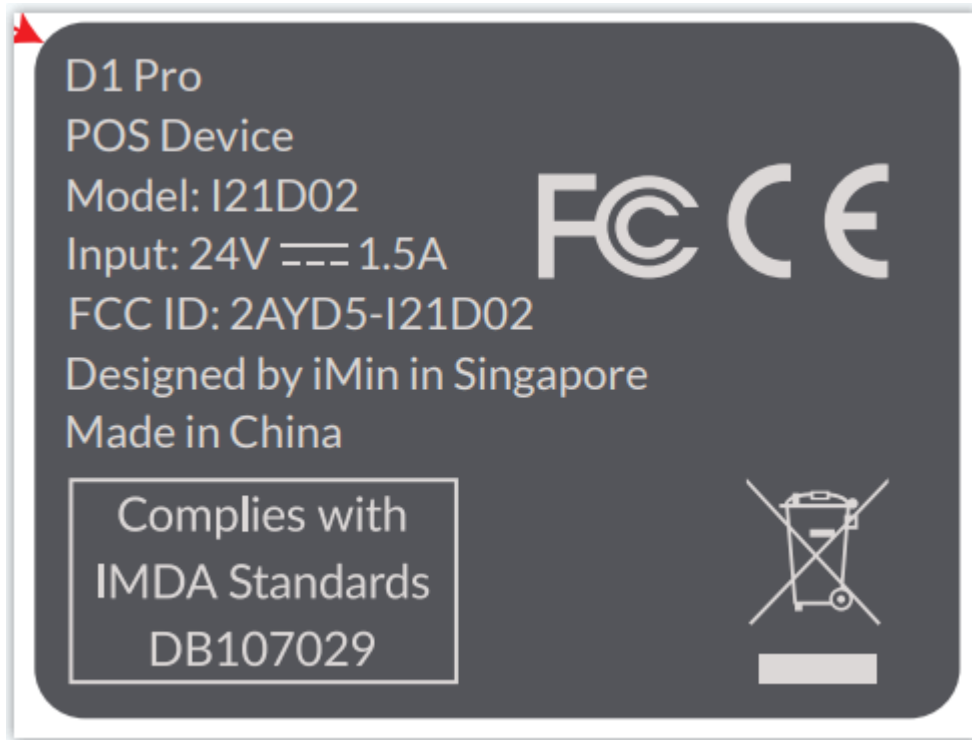 D1 Pro
POS Device
Model: I21D02
Input: 24V ⎓ 1.5A
FCC ID: 2AYD5-I21D02
Designed by iMin in Singapore
Made in China
FC CE
Complies with
IMDA Standards
DB107029